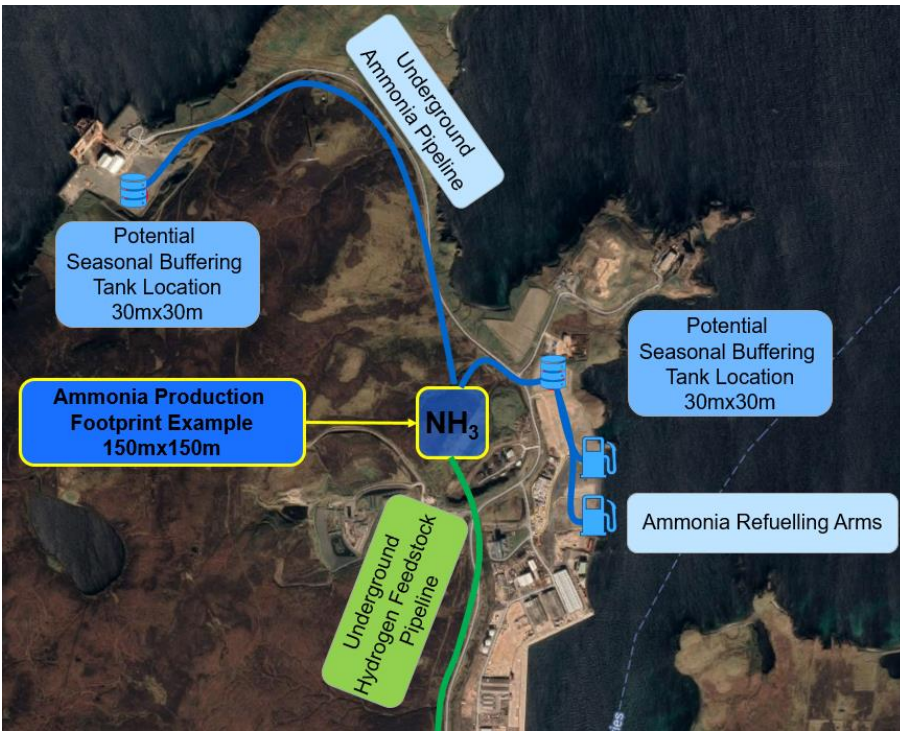 Underground
Ammonia Pipeline
Potential
Seasonal Buffering
Tank Location
30mx30m
Potential
Seasonal Buffering
Tank Location
30mx30m
Ammonia Production
Footprint Example
150mx150m
NH₃
Ammonia Refuelling Arms
Underground
Hydrogen Feedstock
Pipeline
ies